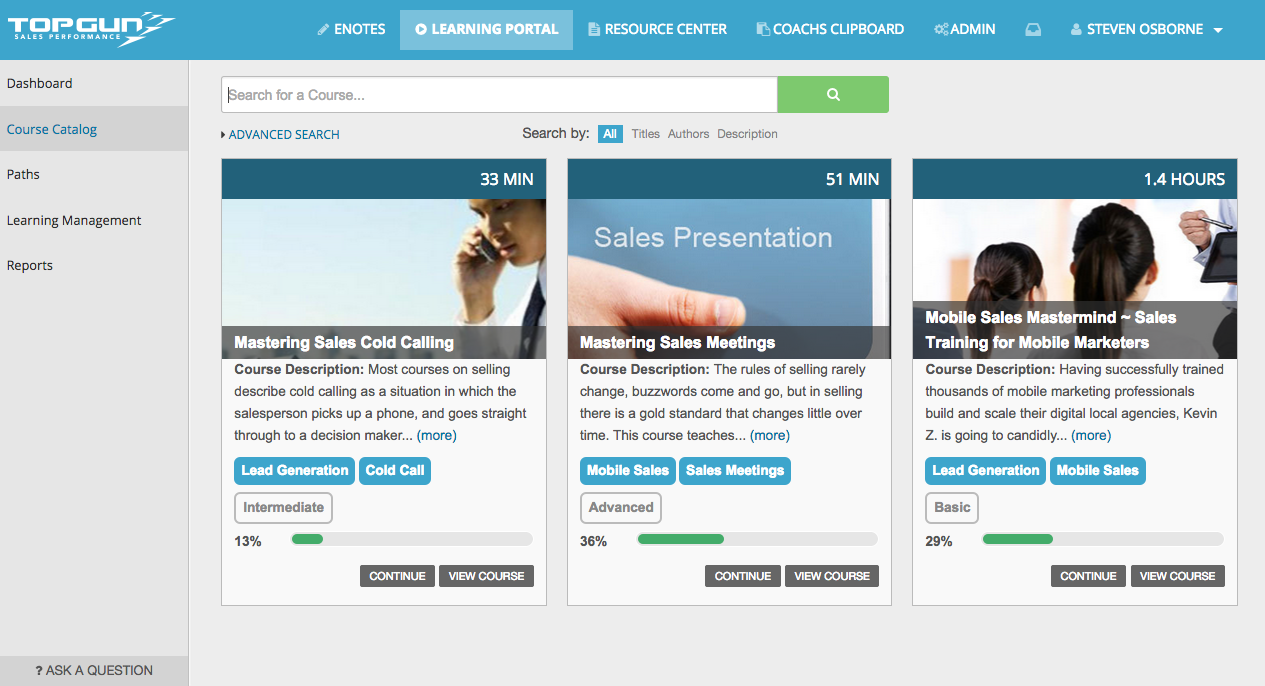 TOPGUN
SALES PERFORMANCE
ENOTES
LEARNING PORTAL
RESOURCE CENTER
COACHS CLIPBOARD
ADMIN
STEVEN OSBORNE
Dashboard
Course Catalog
Paths
Learning Management
Reports
? ASK A QUESTION
Search for a Course...
ADVANCED SEARCH
Search by: All Titles Authors Description
33 MIN
Mastering Sales Cold Calling
Course Description: Most courses on selling
describe cold calling as a situation in which the
salesperson picks up a phone, and goes straight
through to a decision maker... (more)
Lead Generation Cold Call
Intermediate
13%
CONTINUE VIEW COURSE
51 MIN
Sales Presentation
Mastering Sales Meetings
Course Description: The rules of selling rarely
change, buzzwords come and go, but in selling
there is a gold standard that changes little over
time. This course teaches... (more)
Mobile Sales Sales Meetings
Advanced
36%
CONTINUE VIEW COURSE
1.4 HOURS
Mobile Sales Mastermind ~ Sales
Training for Mobile Marketers
Course Description: Having successfully trained
thousands of mobile marketing professionals
build and scale their digital local agencies, Kevin
Z. is going to candidly... (more)
Lead Generation Mobile Sales
Basic
29%
CONTINUE VIEW COURSE